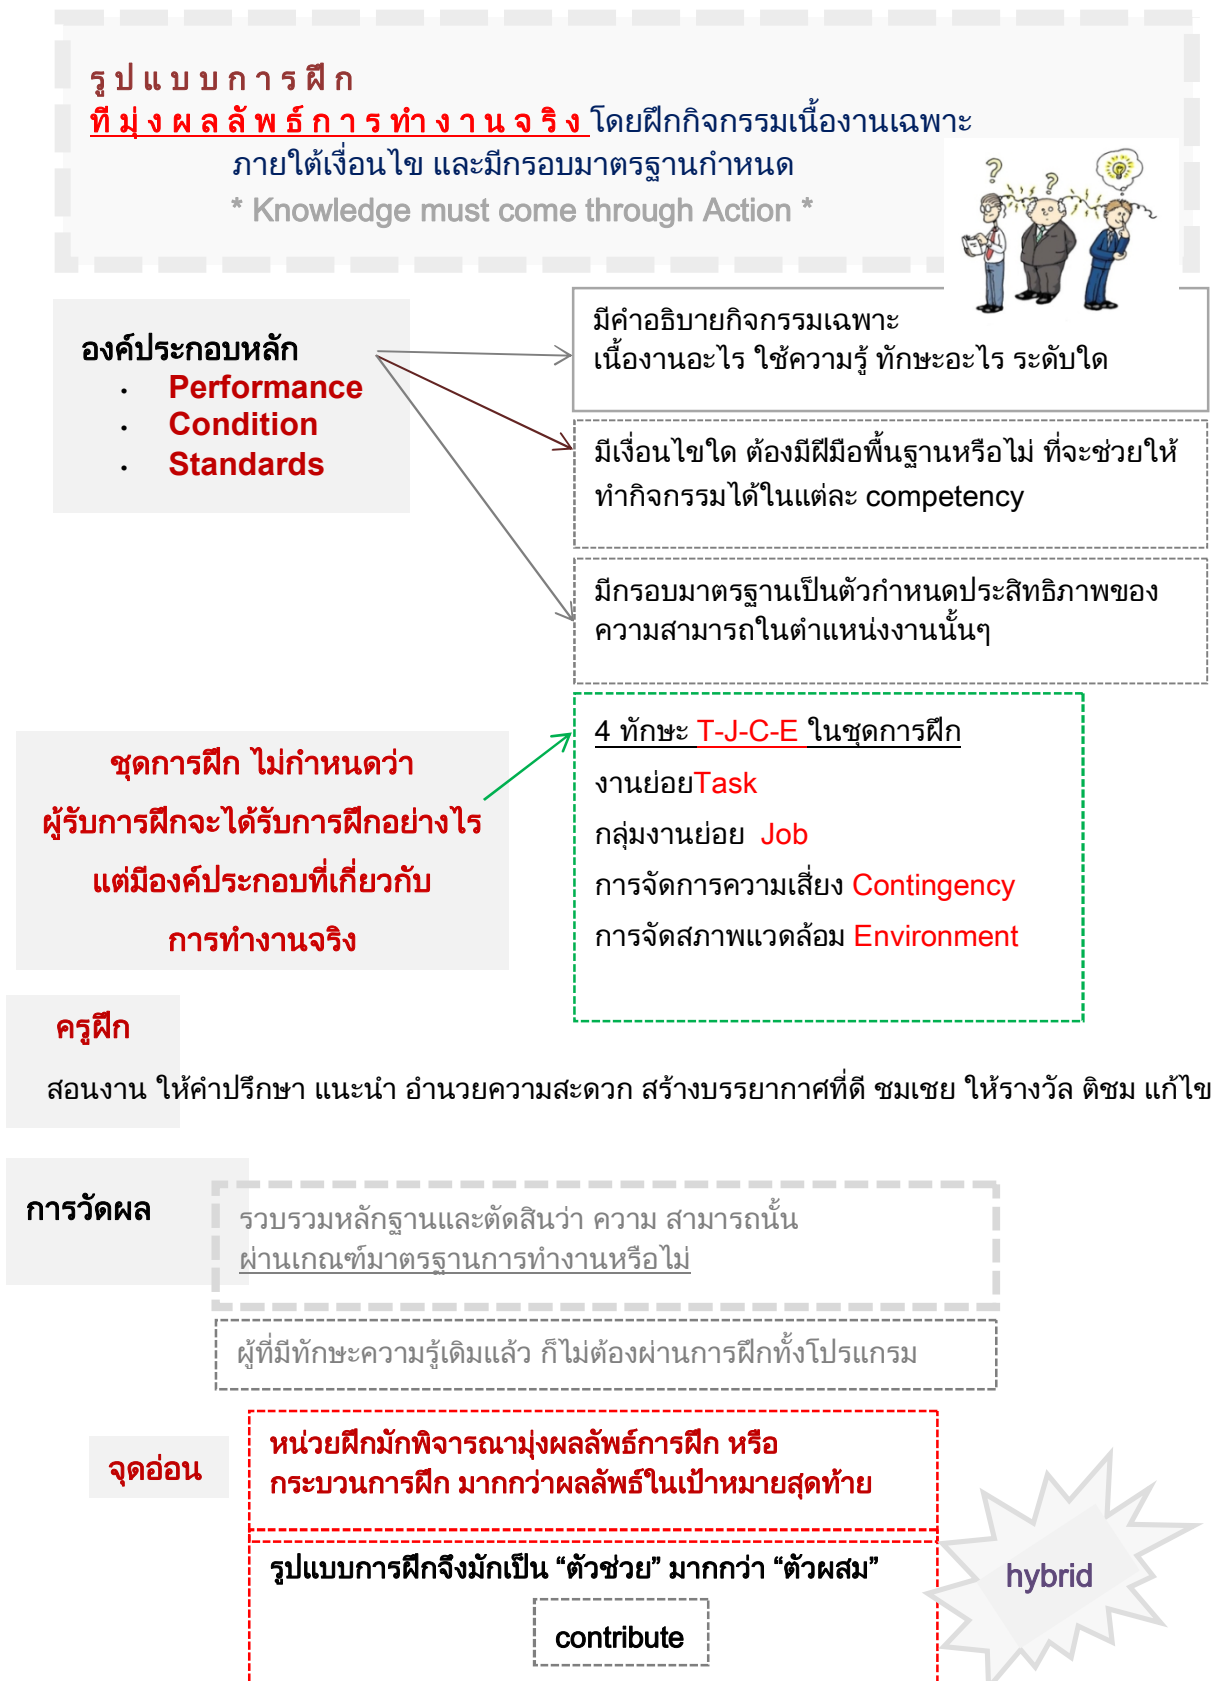 รูปแบบการฝึก
ที่มุ่งผลลัพธ์การทำงานจริง โดยฝึกกิจกรรมเนื้องานเฉพาะ
ภายใต้เงื่อนไข และมีกรอบมาตรฐานกำหนด
* Knowledge must come through Action *
องค์ประกอบหลัก
• Performance
• Condition
• Standards
มีคำอธิบายกิจกรรมเฉพาะ
เนื้องานอะไร ใช้ความรู้ ทักษะอะไร ระดับใด
มีเงื่อนไขใด ต้องมีฝีมือพื้นฐานหรือไม่ ที่จะช่วยให้
ทำกิจกรรมได้ในแต่ละ competency
มีกรอบมาตรฐานเป็นตัวกำหนดประสิทธิภาพของ
ความสามารถในตำแหน่งงานนั้นๆ
ชุดการฝึก ไม่กำหนดว่า
ผู้รับการฝึกจะได้รับการฝึกอย่างไร
แต่มีองค์ประกอบที่เกี่ยวกับ
การทำงานจริง
4 ทักษะ T-J-C-E ในชุดการฝึก
งานย่อยTask
กลุ่มงานย่อย Job
การจัดการความเสี่ยง Contingency
การจัดสภาพแวดล้อม Environment
ครูฝึก
สอนงาน ให้คำปรึกษา แนะนำ อำนวยความสะดวก สร้างบรรยากาศที่ดี ชมเชย ให้รางวัล ติชม แก้ไข
การวัดผล
รวบรวมหลักฐานและตัดสินว่า ความ สามารถนั้น
ผ่านเกณฑ์มาตรฐานการทำงานหรือไม่
ผู้ที่มีทักษะความรู้เดิมแล้ว ก็ไม่ต้องผ่านการฝึกทั้งโปรแกรม
จุดอ่อน
หน่วยฝึกมักพิจารณามุ่งผลลัพธ์การฝึก หรือ
กระบวนการฝึก มากกว่าผลลัพธ์ในเป้าหมายสุดท้าย
รูปแบบการฝึกจึงมักเป็น “ตัวช่วย” มากกว่า “ตัวผสม”
hybrid
contribute